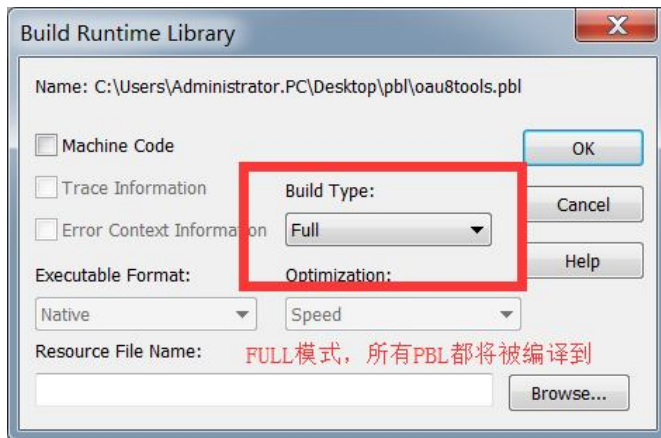 Build Runtime Library
Name: C:\Users\Administrator.PC\Desktop\pbl\oau8tools.pbl
Machine Code
OK
Trace Information
Build Type:
Cancel
Error Context Information
Full
Help
Executable Format:
Optimization:
Native
Speed
Resource File Name:
FULL模式，所有PBL都将被编译到
Browse...